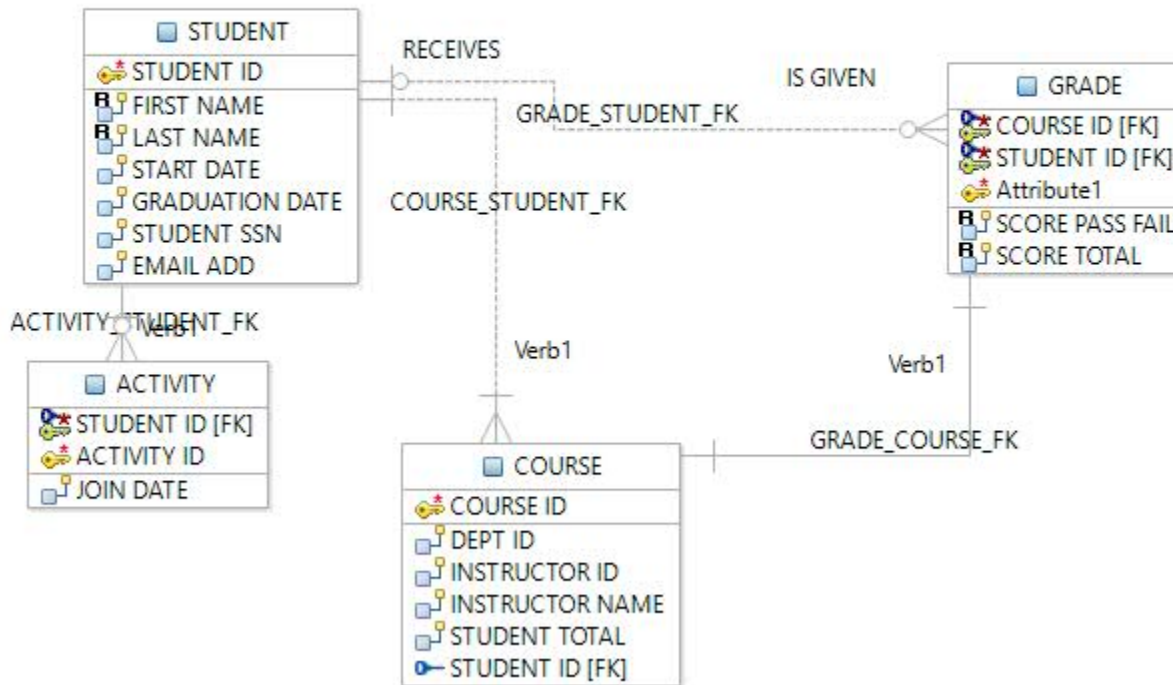 STUDENT
STUDENT ID
R FIRST NAME
R LAST NAME
START DATE
GRADUATION DATE
STUDENT SSN
EMAIL ADD
RECEIVES
IS GIVEN
GRADE_STUDENT_FK
GRADE
COURSE ID [FK]
STUDENT ID [FK]
Attribute1
R SCORE PASS FAIL
R SCORE TOTAL
COURSE_STUDENT_FK
ACTIVITY_STUDENT_FK
Verb1
ACTIVITY
STUDENT ID [FK]
ACTIVITY ID
JOIN DATE
Verb1
Verb1
GRADE_COURSE_FK
COURSE
COURSE ID
DEPT ID
INSTRUCTOR ID
INSTRUCTOR NAME
STUDENT TOTAL
STUDENT ID [FK]